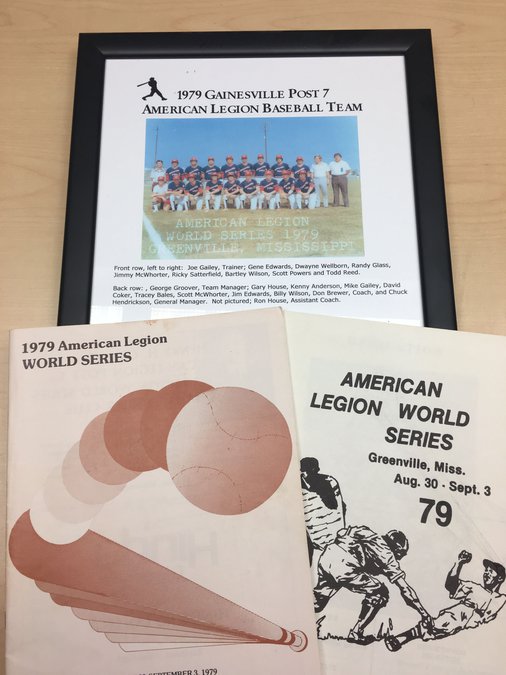 1979 GAINESVILLE POST 7
AMERICAN LEGION BASEBALL TEAM
AMERICAN LEGION
WORLD SERIES 1979
GREENVILLE, MISSISSIPPI
Front row, left to right: Joe Gailey, Trainer; Gene Edwards, Dwayne Wellborn, Randy Glass,
Jimmy McWhorter, Ricky Satterfield, Bartley Wilson, Scott Powers and Todd Reed.
Back row: , George Groover, Team Manager; Gary House, Kenny Anderson, Mike Gailey, David
Coker, Tracey Bales, Scott McWhorter, Jim Edwards, Billy Wilson, Don Brewer, Coach, and Chuck
Hendrickson, General Manager. Not pictured; Ron House, Assistant Coach.
1979 American Legion
WORLD SERIES
SEPTEMBER 3, 1979
AMERICAN
LEGION WORLD
SERIES
Greenville, Miss.
Aug. 30 - Sept. 3
79